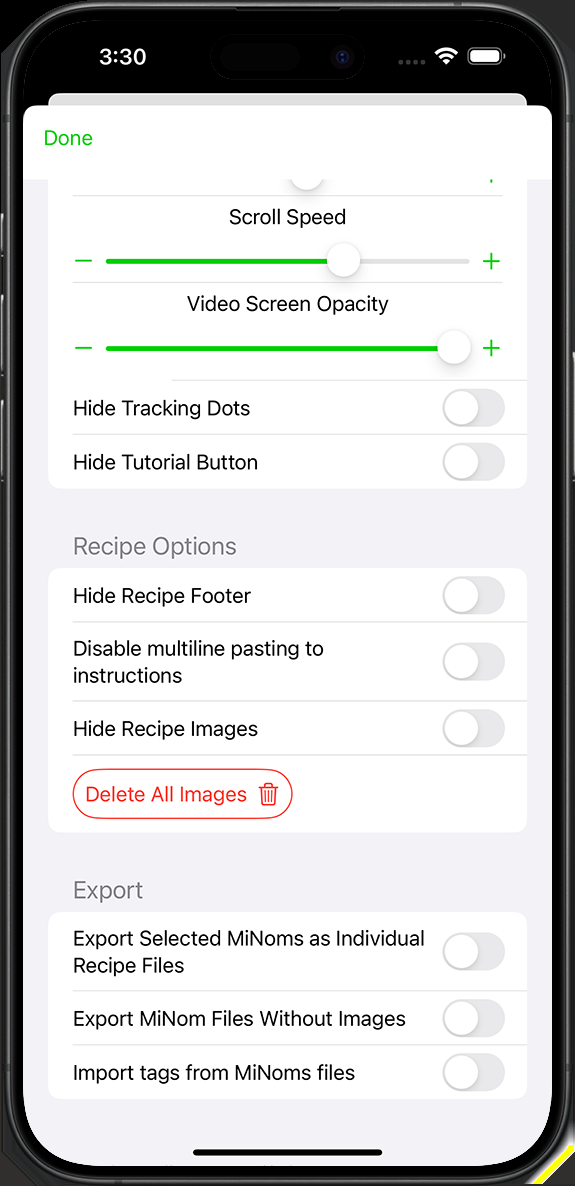 3:30
Done
Scroll Speed
Video Screen Opacity
Hide Tracking Dots
Hide Tutorial Button
Recipe Options
Hide Recipe Footer
Disable multiline pasting to
instructions
Hide Recipe Images
Delete All Images
Export
Export Selected MiNoms as Individual
Recipe Files
Export MiNom Files Without Images
Import tags from MiNoms files